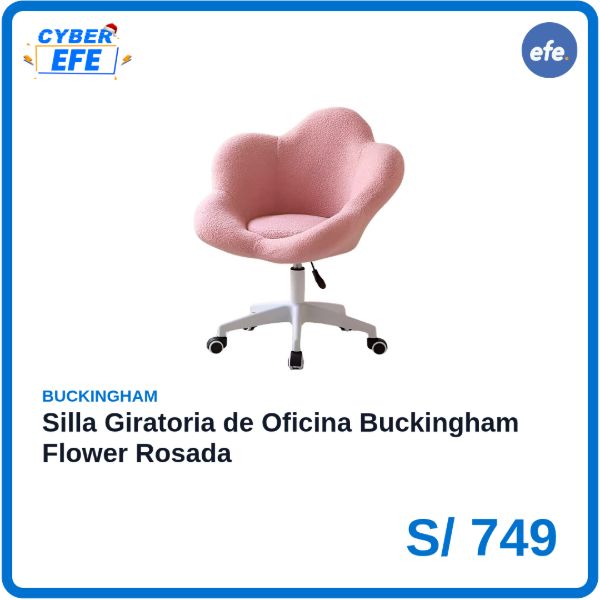 CYBER
EFE
efe.
BUCKINGHAM
Silla Giratoria de Oficina Buckingham
Flower Rosada
S/ 749